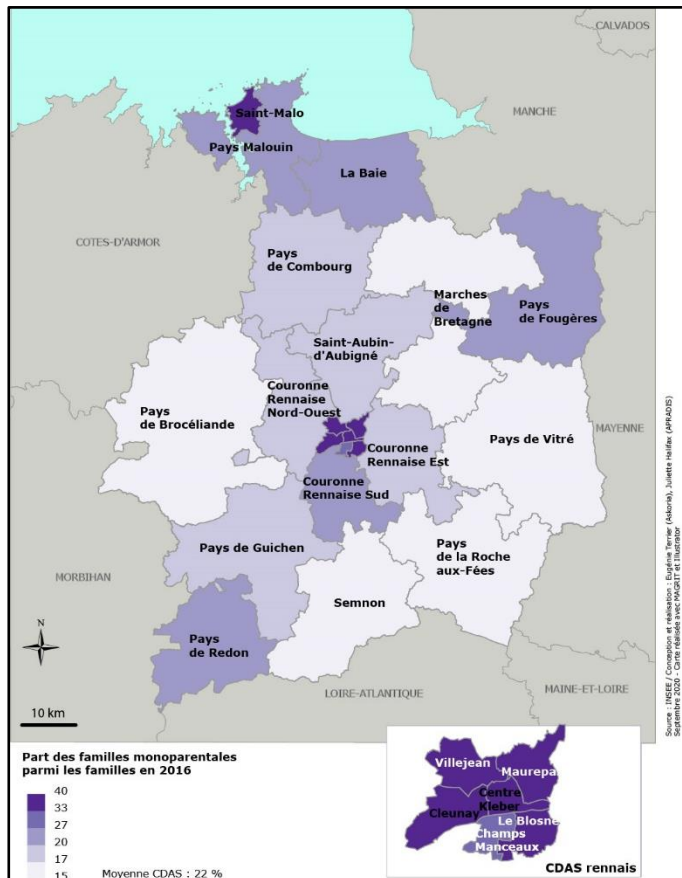 CALVADOS
MANCHE
Saint-Malo
Pays Malouin
La Baie
COTES-D'ARMOR
Pays
de Combourg
Marches
de
Bretagne
Pays
de Fougères
Saint-Aubin-
d'Aubigné
Couronne
Rennaise
Nord-Ouest
Pays
de Brocéliande
MAYENNE
Pays de Vitré
Couronne
Rennaise Est
Couronne
Rennaise Sud
Pays de Guichen
Pays
de la Roche
aux-Fées
MORBIHAN
Semnon
N
Pays
de Redon
LOIRE-ATLANTIQUE
MAINE-ET-LOIRE
10 km
Source : INSEE / Conception et réalisation : Eugénie Terrier (Askoria), Juliette Halifax (APRADIS)
Septembre 2020 - Carte réalisée avec MAGRIT et Illustrator
Part des familles monoparentales
parmi les familles en 2016
40
33
27
20
17
15
Moyenne CDAS : 22 %
Villejean
Maurepa
Centre
Kleber
Cleunay
Le Blosne
Champs
Manceaux
CDAS rennais